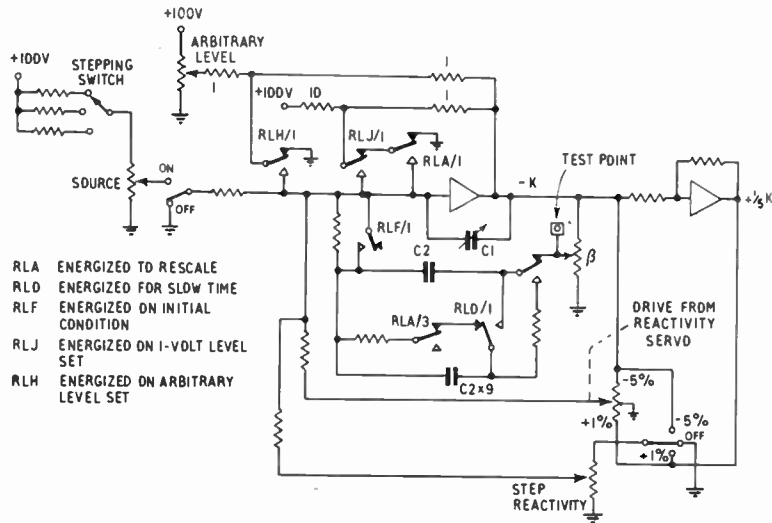 +100V
ARBITRARY
LEVEL
+100V
STEPPING
SWITCH
1
1
+100V 10
1
RLH/1
RLJ/1
RLA/1
-K
TEST POINT
ON
SOURCE
OFF
+⅕K
RLF/1
C2
C1
β
RLA ENERGIZED TO RESCALE
RLD ENERGIZED FOR SLOW TIME
RLF ENERGIZED ON INITIAL
CONDITION
RLJ ENERGIZED ON 1-VOLT LEVEL
SET
RLH ENERGIZED ON ARBITRARY
LEVEL SET
RLA/3
RLD/1
C2×9
DRIVE FROM
REACTIVITY
SERVO
-5%
+1%
-5%
OFF
+1%
STEP
REACTIVITY